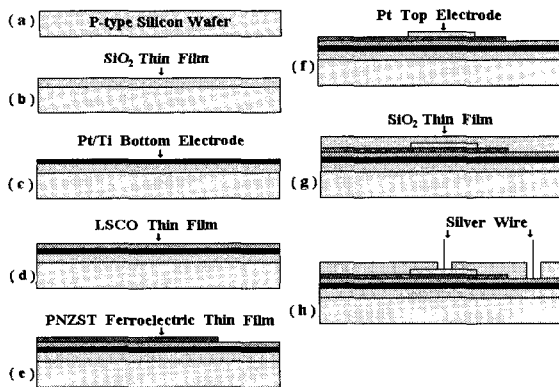 (a)
P-type Silicon Wafer
SiO2 Thin Film
(b)
Pt/Ti Bottom Electrode
(c)
LSCO Thin Film
(d)
PNZST Ferroelectric Thin Film
(e)
Pt Top Electrode
(f)
SiO2 Thin Film
(g)
Silver Wire
(h)